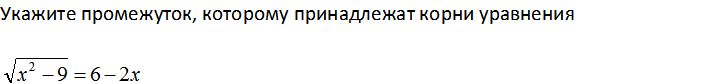 Укажите промежуток, которому принадлежат корни уравнения
√(x² − 9) = 6 − 2x